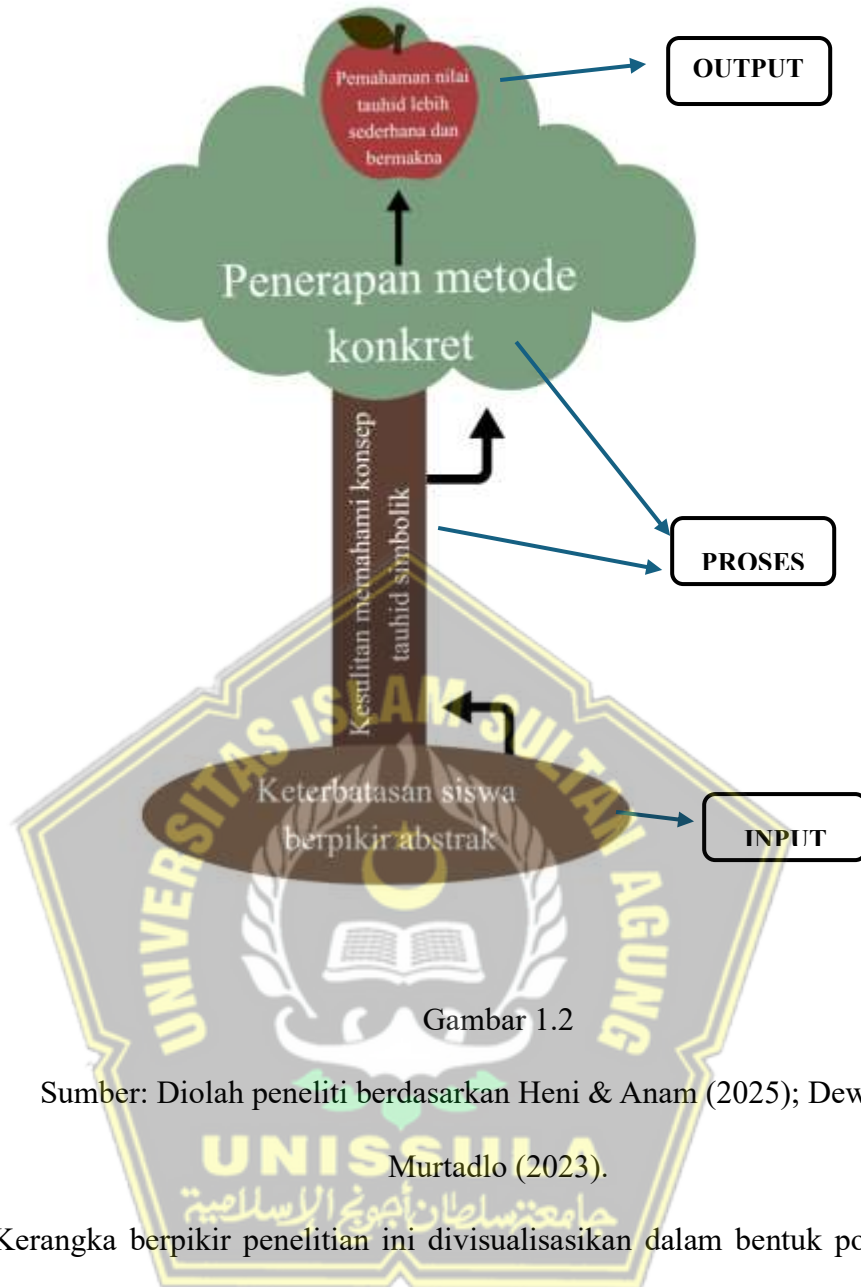 Pemahaman nilai
tauhid lebih
sederhana dan
bermakna
OUTPUT
Penerapan metode
konkret
Kesulitan memahami konsep
tauhid simbolik
PROSES
Keterbatasan siswa
berpikir abstrak
INPUT
UNIVERSITAS ISLAM SULTAN AGUNG
Gambar 1.2
Sumber: Diolah peneliti berdasarkan Heni & Anam (2025); Dew
Murtadlo (2023).
UNISSULA
جامعة سلطان أجونج الإسلامية
Kerangka berpikir penelitian ini divisualisasikan dalam bentuk po